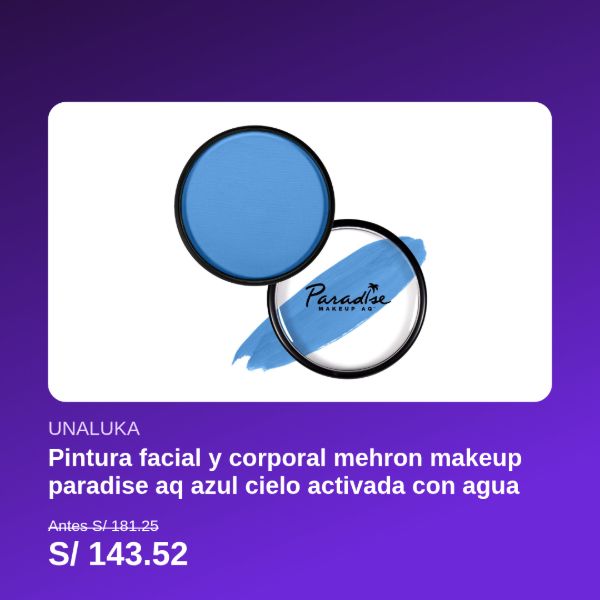 Paradise
MAKEUP AQ
UNALUKA
Pintura facial y corporal mehron makeup
paradise aq azul cielo activada con agua
Antes S/ 181.25
S/ 143.52